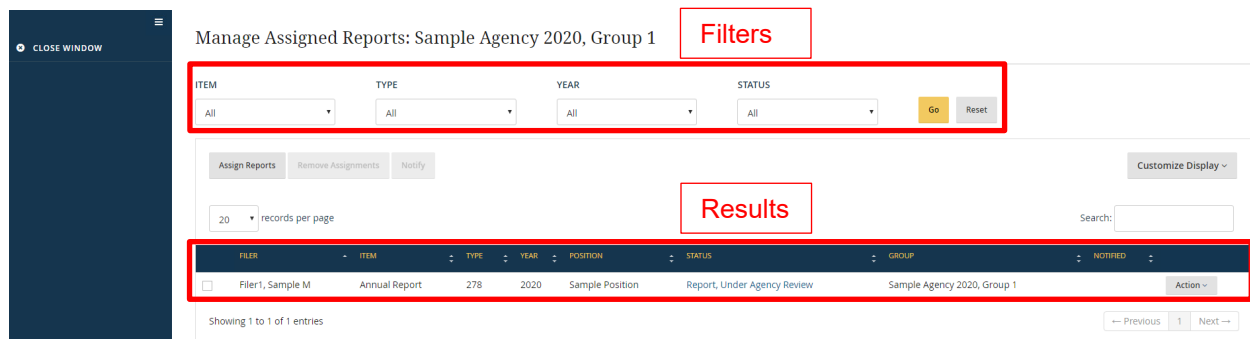 CLOSE WINDOW
Manage Assigned Reports: Sample Agency 2020, Group 1
Filters
ITEM TYPE YEAR STATUS
All All All All Go Reset
Assign Reports Remove Assignments Notify Customize Display
20 records per page
Results
Search:
FILER ITEM TYPE YEAR POSITION STATUS GROUP NOTIFIED
Filer1, Sample M Annual Report 278 2020 Sample Position Report, Under Agency Review Sample Agency 2020, Group 1 Action
Showing 1 to 1 of 1 entries
← Previous 1 Next →